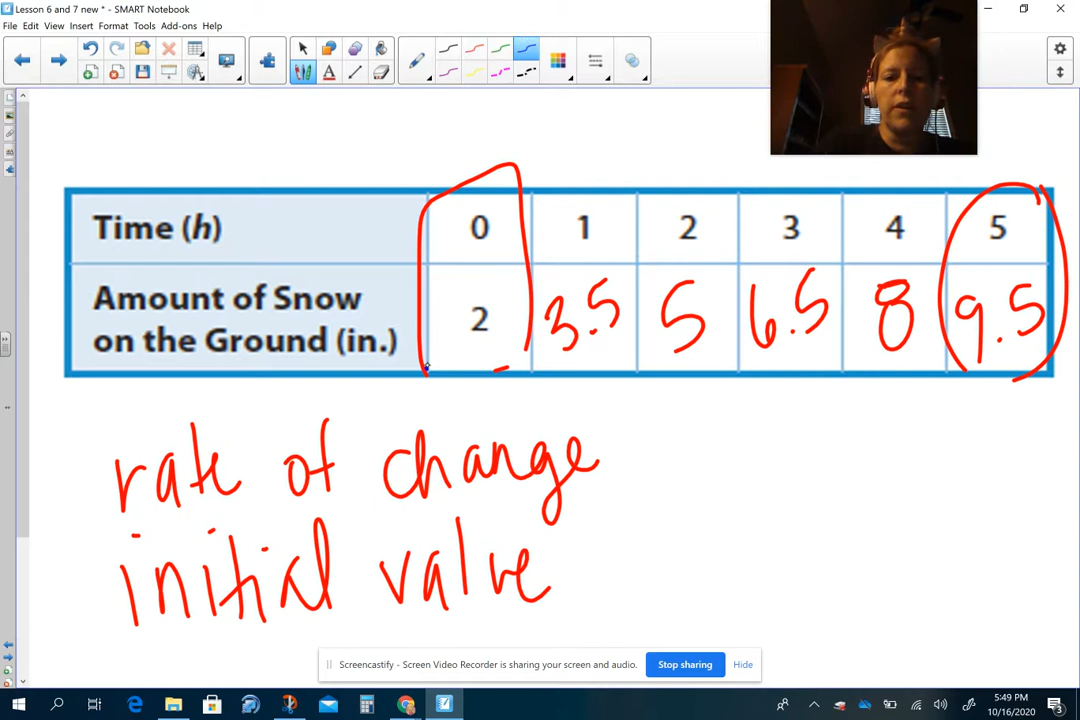 Lesson 6 and 7 new * - SMART Notebook
File Edit View Insert Format Tools Add-ons Help
Time (h) 0 1 2 3 4 5
Amount of Snow
on the Ground (in.) 2 3.5 5 6.5 8 9.5
rate of change
initial value
Screencastify - Screen Video Recorder is sharing your screen and audio. Stop sharing Hide
5:49 PM
10/16/2020
3